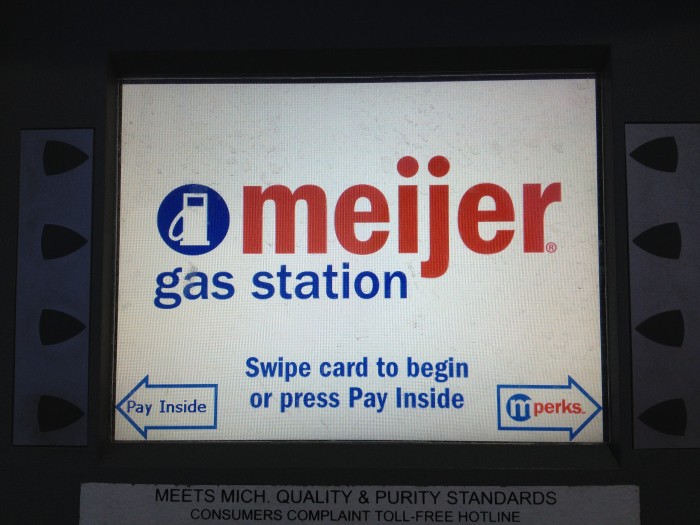 meijer®
gas station
Swipe card to begin
or press Pay Inside
Pay Inside
m perks
MEETS MICH. QUALITY & PURITY STANDARDS
CONSUMERS COMPLAINT TOLL-FREE HOTLINE